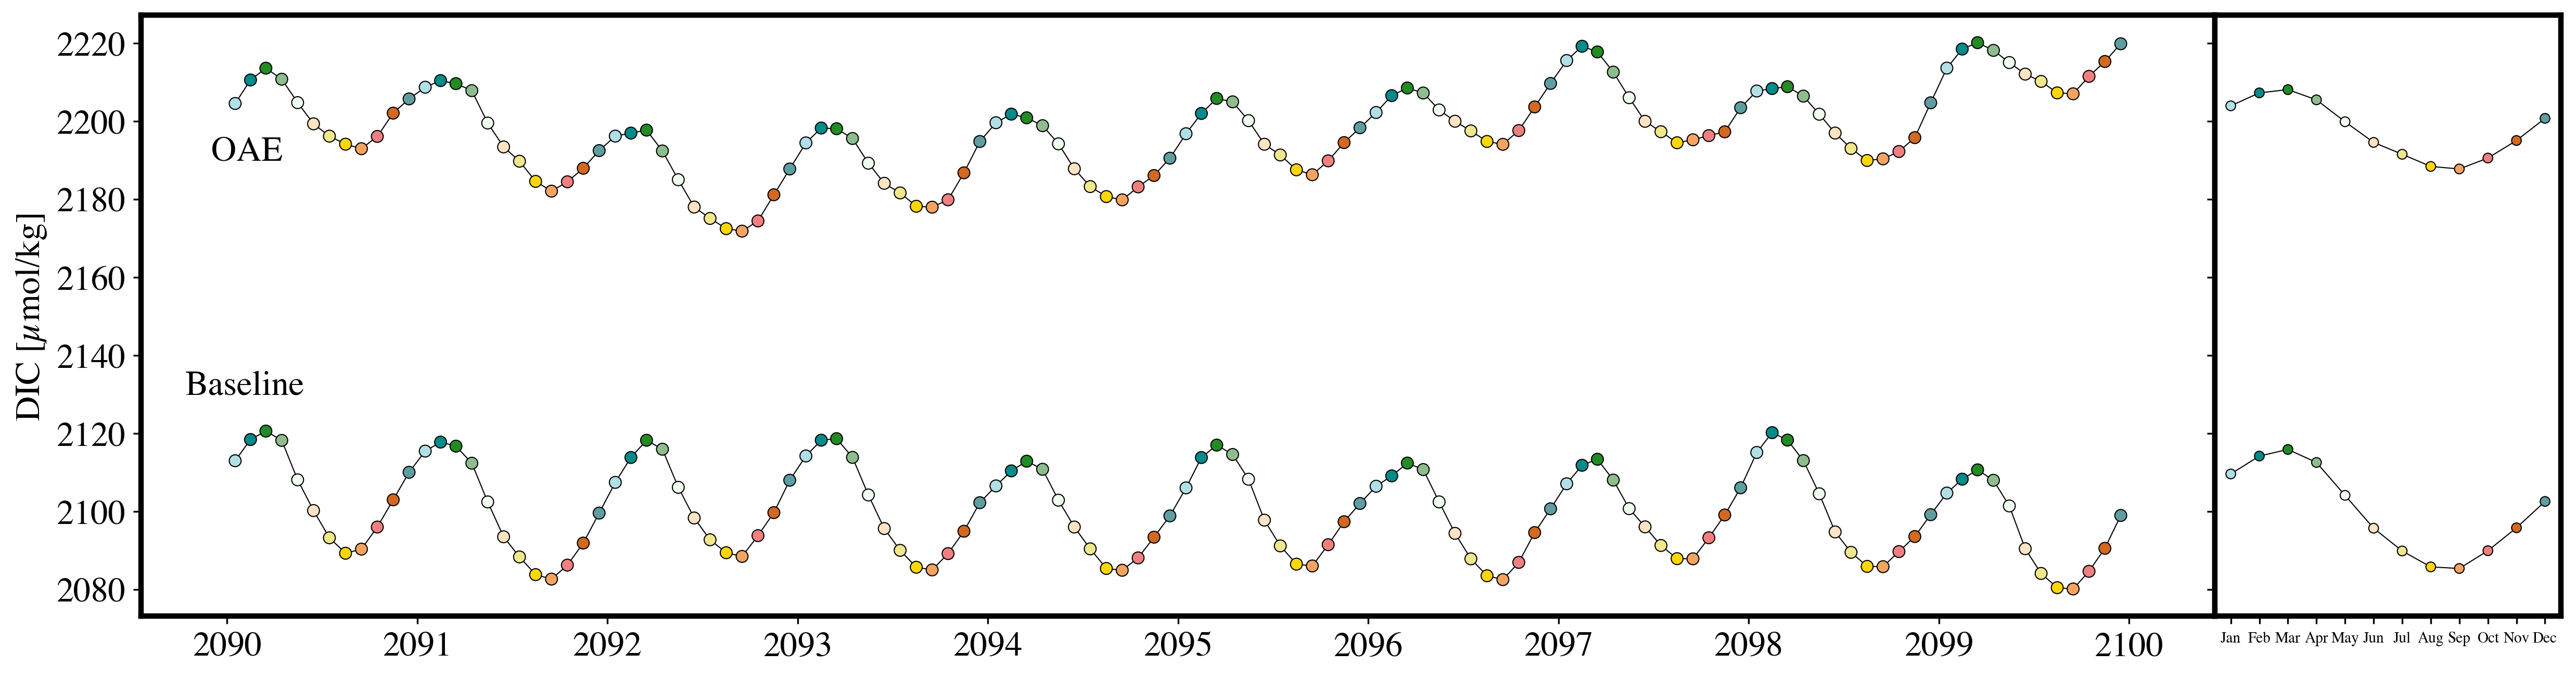 DIC [μmol/kg]
2220
2200
2180
2160
2140
2120
2100
2080
OAE
Baseline
2090 2091 2092 2093 2094 2095 2096 2097 2098 2099 2100
Jan Feb Mar Apr May Jun Jul Aug Sep Oct Nov Dec